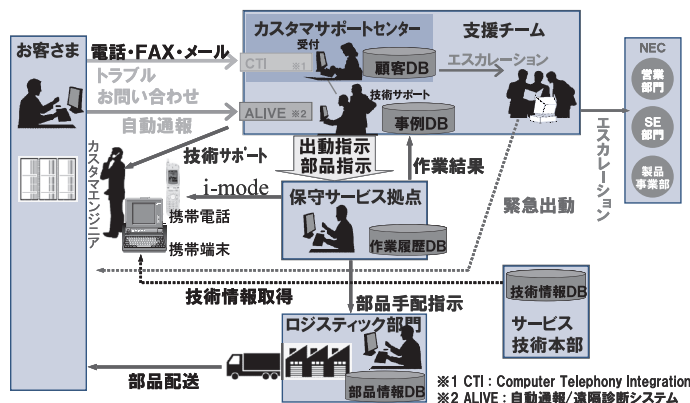 お客さま
電話・FAX・メール
トラブル
お問い合わせ
自動通報
カスタマサポートセンター
受付
CTI ※1
顧客DB
ALIVE ※2
技術サポート
事例DB
支援チーム
エスカレーション
NEC
営業
部門
SE
部門
製品
事業部
エスカレーション
技術サポート
出動指示
部品指示
作業結果
カスタマエンジニア
i-mode
携帯電話
携帯端末
保守サービス拠点
作業履歴DB
緊急出動
技術情報取得
技術情報DB
サービス
技術本部
部品手配指示
ロジスティック部門
部品情報DB
部品配送
※1 CTI : Computer Telephony Integration
※2 ALIVE : 自動通報/遠隔診断システム